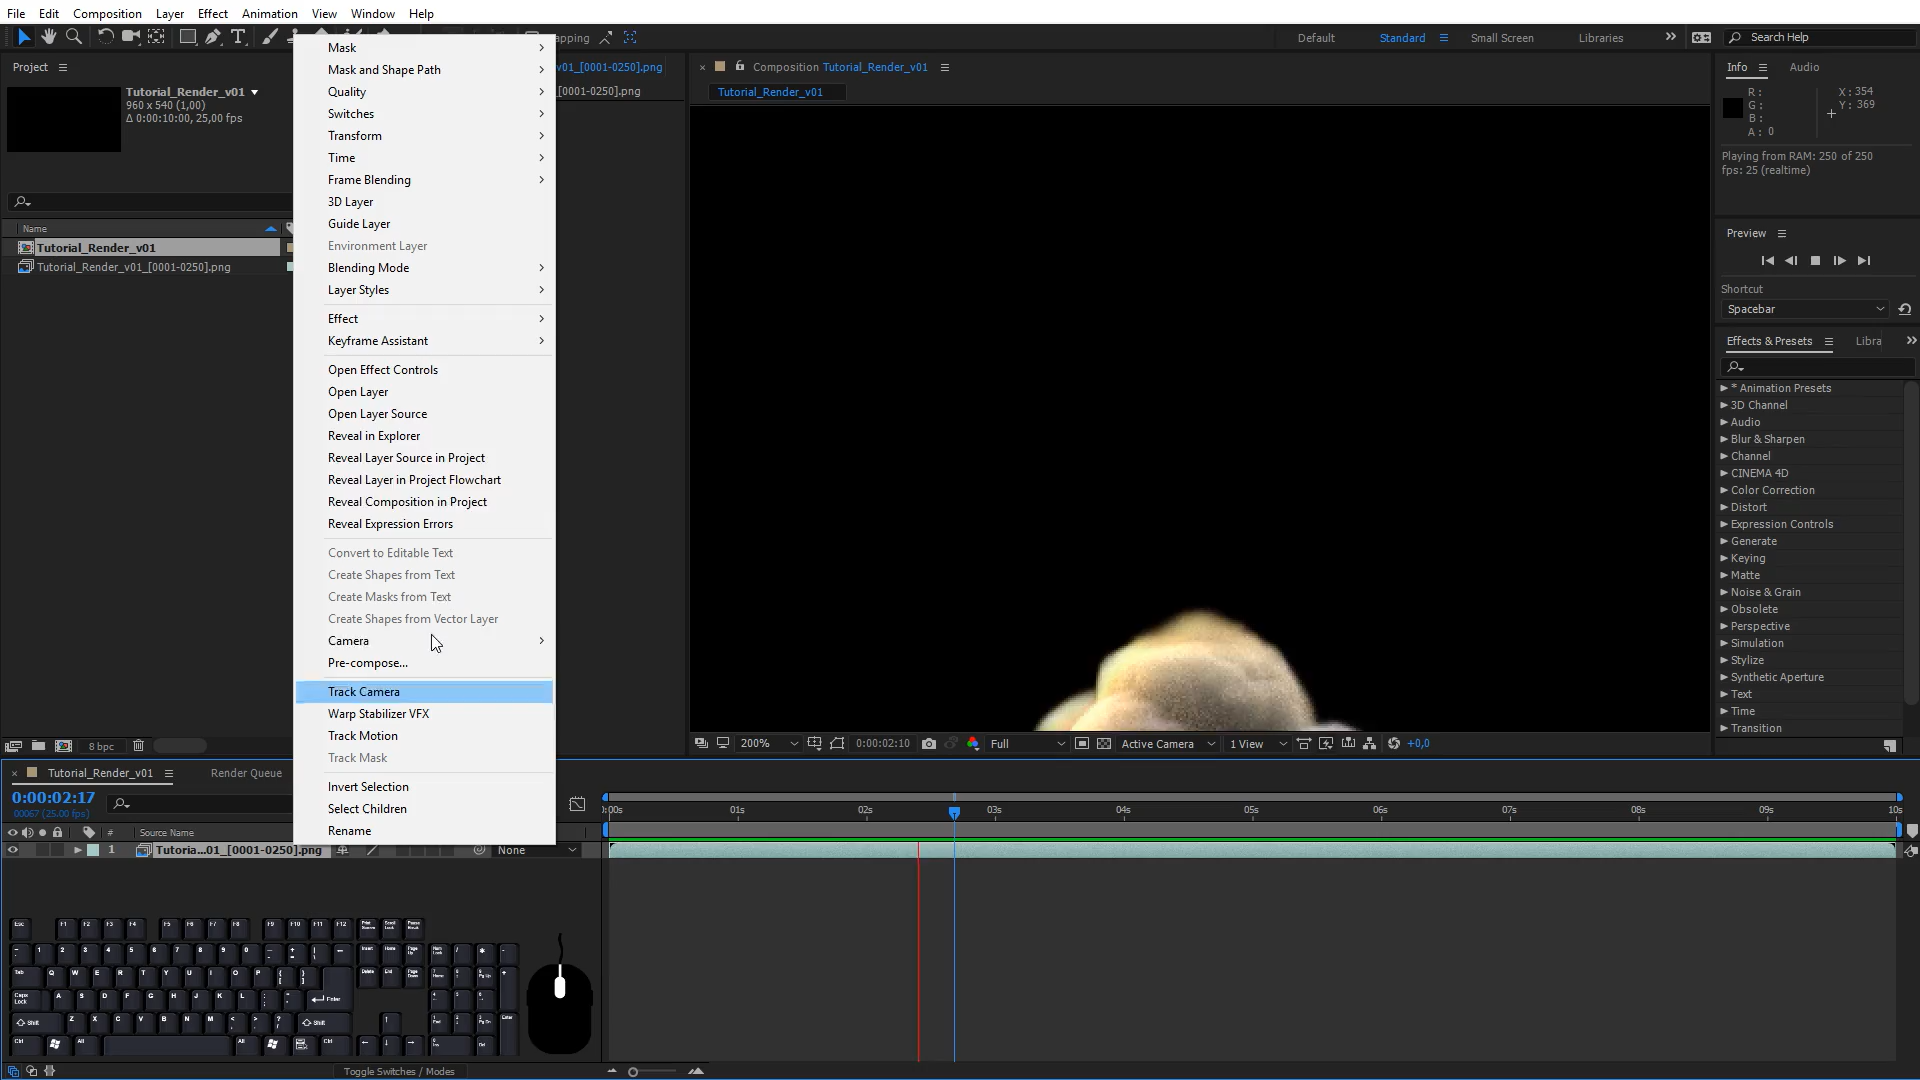 File Edit Composition Layer Effect Animation View Window Help
apping
Default Standard Small Screen Libraries Search Help
Project
Tutorial_Render_v01
960 x 540 (1,00)
Δ 0:00:10:00, 25,00 fps
Name
Tutorial_Render_v01
Tutorial_Render_v01_[0001-0250].png
8 bpc
Mask
Mask and Shape Path
Quality
Switches
Transform
Time
Frame Blending
3D Layer
Guide Layer
Environment Layer
Blending Mode
Layer Styles
Effect
Keyframe Assistant
Open Effect Controls
Open Layer
Open Layer Source
Reveal in Explorer
Reveal Layer Source in Project
Reveal Layer in Project Flowchart
Reveal Composition in Project
Reveal Expression Errors
Convert to Editable Text
Create Shapes from Text
Create Masks from Text
Create Shapes from Vector Layer
Camera
Pre-compose...
Track Camera
Warp Stabilizer VFX
Track Motion
Track Mask
Invert Selection
Select Children
Rename
v01_[0001-0250].png
_[0001-0250].png
Composition Tutorial_Render_v01
Tutorial_Render_v01
200% 0:00:02:10 Full Active Camera 1 View +0,0
Info Audio
R :
G :
B :
A : 0
X : 354
Y : 369
Playing from RAM: 250 of 250
fps: 25 (realtime)
Preview
Shortcut
Spacebar
Effects & Presets Libra
* Animation Presets
3D Channel
Audio
Blur & Sharpen
Channel
CINEMA 4D
Color Correction
Distort
Expression Controls
Generate
Keying
Matte
Noise & Grain
Obsolete
Perspective
Simulation
Stylize
Synthetic Aperture
Text
Time
Transition
Tutorial_Render_v01 Render Queue
0:00:02:17
00067 (25.00 fps)
# Source Name
1 Tutoria...01_[0001-0250].png None
):00s 01s 02s 03s 04s 05s 06s 07s 08s 09s 10s
Esc F1 F2 F3 F4 F5 F6 F7 F8 F9 F10 F11 F12
1 2 3 4 5 6 7 8 9 0
Tab Q W E R T Y U I O P
Caps Lock A S D F G H J K L Enter
Shift Z X C V B N M Shift
Ctrl Alt Alt Ctrl
Toggle Switches / Modes